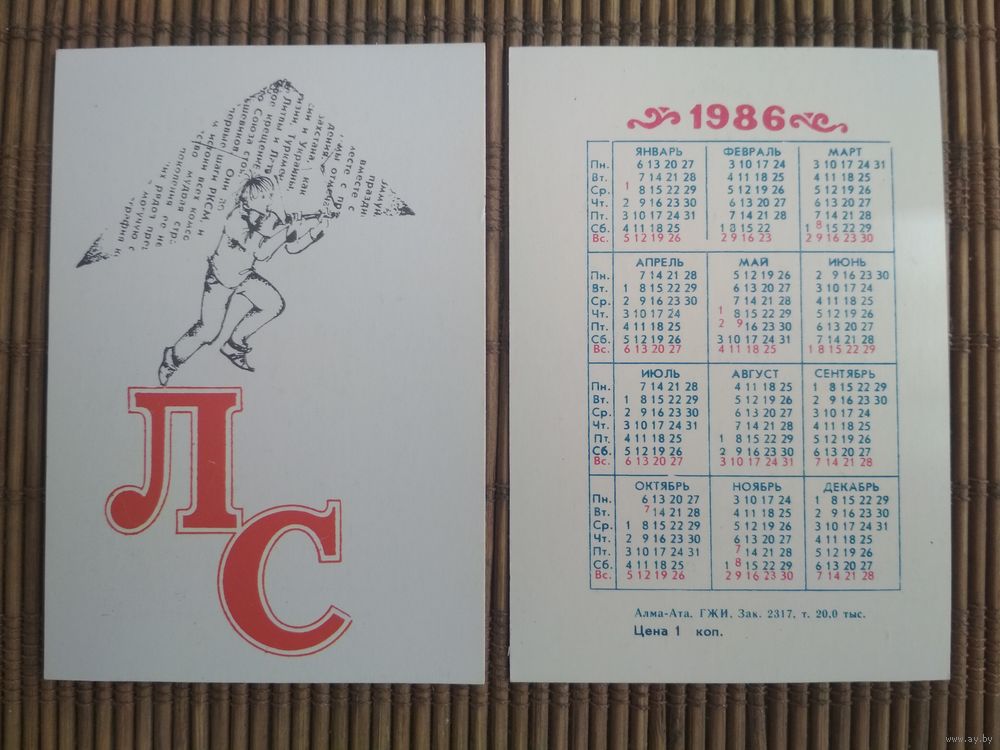 ЛС
1986
ЯНВАРЬ ФЕВРАЛЬ МАРТ
Пн. 6 13 20 27 3 10 17 24 3 10 17 24 31
Вт. 7 14 21 28 4 11 18 25 4 11 18 25
Ср. 1 8 15 22 29 5 12 19 26 5 12 19 26
Чт. 2 9 16 23 30 6 13 20 27 6 13 20 27
Пт. 3 10 17 24 31 7 14 21 28 7 14 21 28
Сб. 4 11 18 25 1 8 15 22 1 8 15 22 29
Вс. 5 12 19 26 2 9 16 23 2 9 16 23 30
АПРЕЛЬ МАЙ ИЮНЬ
Пн. 7 14 21 28 5 12 19 26 2 9 16 23 30
Вт. 1 8 15 22 29 6 13 20 27 3 10 17 24
Ср. 2 9 16 23 30 7 14 21 28 4 11 18 25
Чт. 3 10 17 24 1 8 15 22 29 5 12 19 26
Пт. 4 11 18 25 2 9 16 23 30 6 13 20 27
Сб. 5 12 19 26 3 10 17 24 31 7 14 21 28
Вс. 6 13 20 27 4 11 18 25 1 8 15 22 29
ИЮЛЬ АВГУСТ СЕНТЯБРЬ
Пн. 7 14 21 28 4 11 18 25 1 8 15 22 29
Вт. 1 8 15 22 29 5 12 19 26 2 9 16 23 30
Ср. 2 9 16 23 30 6 13 20 27 3 10 17 24
Чт. 3 10 17 24 31 7 14 21 28 4 11 18 25
Пт. 4 11 18 25 1 8 15 22 29 5 12 19 26
Сб. 5 12 19 26 2 9 16 23 30 6 13 20 27
Вс. 6 13 20 27 3 10 17 24 31 7 14 21 28
ОКТЯБРЬ НОЯБРЬ ДЕКАБРЬ
Пн. 6 13 20 27 3 10 17 24 1 8 15 22 29
Вт. 7 14 21 28 4 11 18 25 2 9 16 23 30
Ср. 1 8 15 22 29 5 12 19 26 3 10 17 24 31
Чт. 2 9 16 23 30 6 13 20 27 4 11 18 25
Пт. 3 10 17 24 31 7 14 21 28 5 12 19 26
Сб. 4 11 18 25 1 8 15 22 29 6 13 20 27
Вс. 5 12 19 26 2 9 16 23 30 7 14 21 28
Алма-Ата, ГЖИ, Зак. 2317, т. 20,0 тыс.
Цена 1 коп.
www.ay.by